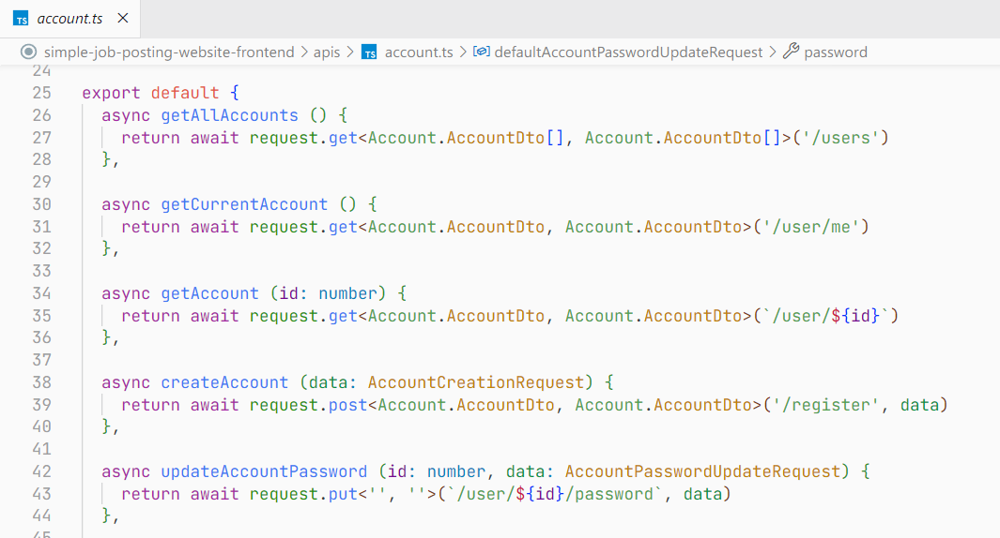 TS account.ts ×
simple-job-posting-website-frontend > apis > TS account.ts > defaultAccountPasswordUpdateRequest > password
24
25 export default {
26 async getAllAccounts () {
27 return await request.get<Account.AccountDto[], Account.AccountDto[]>('/users')
28 },
29
30 async getCurrentAccount () {
31 return await request.get<Account.AccountDto, Account.AccountDto>('/user/me')
32 },
33
34 async getAccount (id: number) {
35 return await request.get<Account.AccountDto, Account.AccountDto>(`/user/${id}`)
36 },
37
38 async createAccount (data: AccountCreationRequest) {
39 return await request.post<Account.AccountDto, Account.AccountDto>('/register', data)
40 },
41
42 async updateAccountPassword (id: number, data: AccountPasswordUpdateRequest) {
43 return await request.put<'', ''>(`/user/${id}/password`, data)
44 },
45